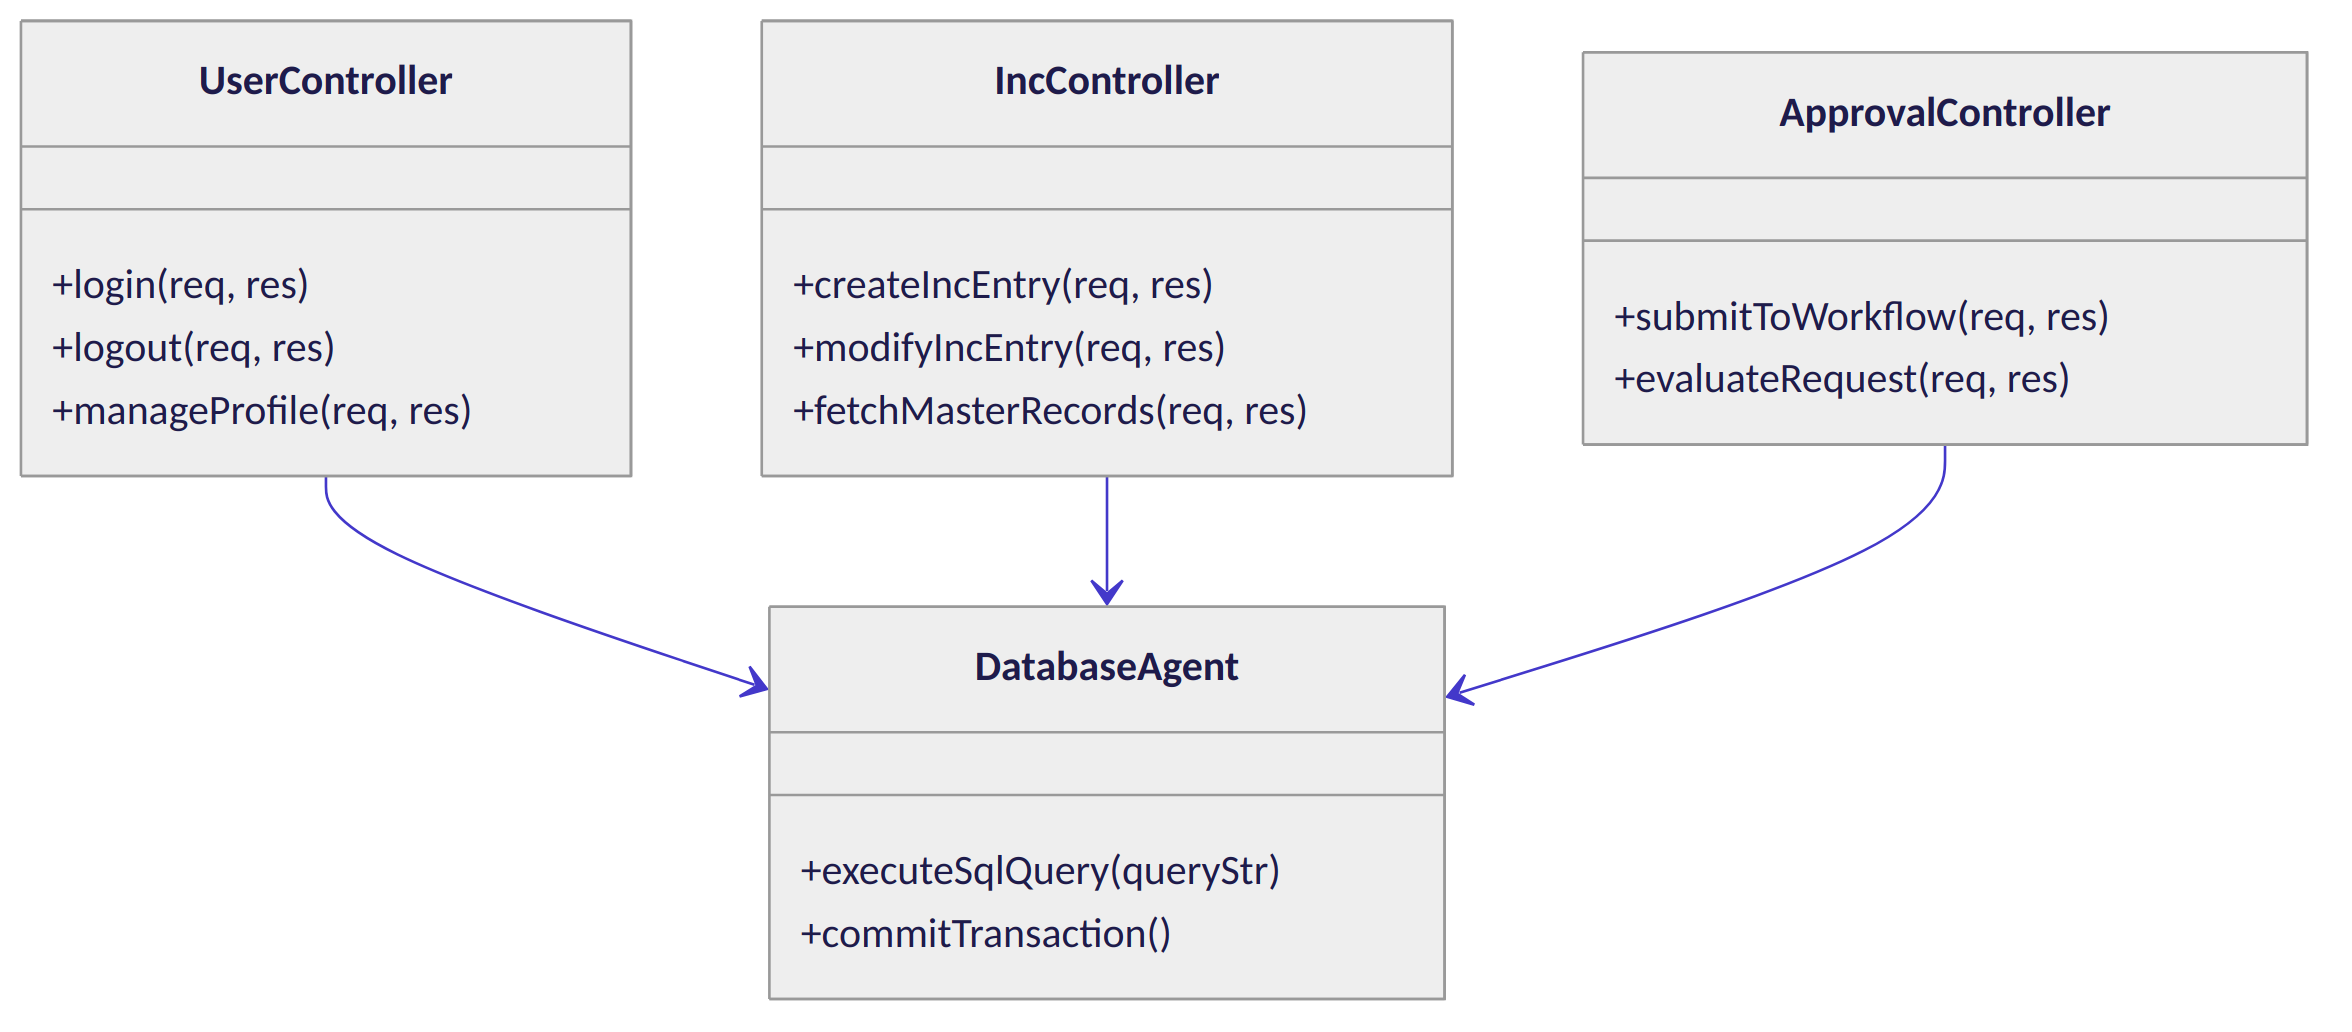 UserController
+login(req, res)
+logout(req, res)
+manageProfile(req, res)
IncController
+createIncEntry(req, res)
+modifyIncEntry(req, res)
+fetchMasterRecords(req, res)
ApprovalController
+submitToWorkflow(req, res)
+evaluateRequest(req, res)
DatabaseAgent
+executeSqlQuery(queryStr)
+commitTransaction()